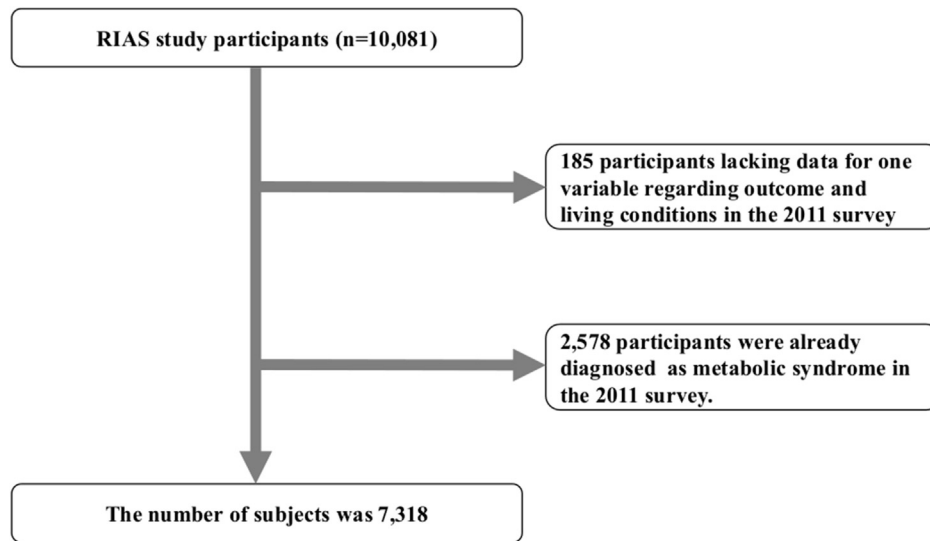 RIAS study participants (n=10,081)
185 participants lacking data for one
variable regarding outcome and
living conditions in the 2011 survey
2,578 participants were already
diagnosed as metabolic syndrome in
the 2011 survey.
The number of subjects was 7,318